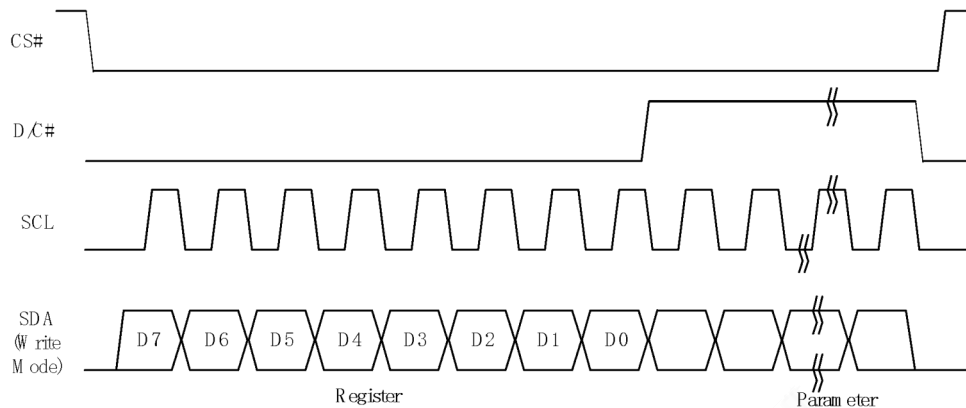 CS#
D/C#
SCL
SDA
(Write
Mode)
D7 D6 D5 D4 D3 D2 D1 D0
Register
Parameter